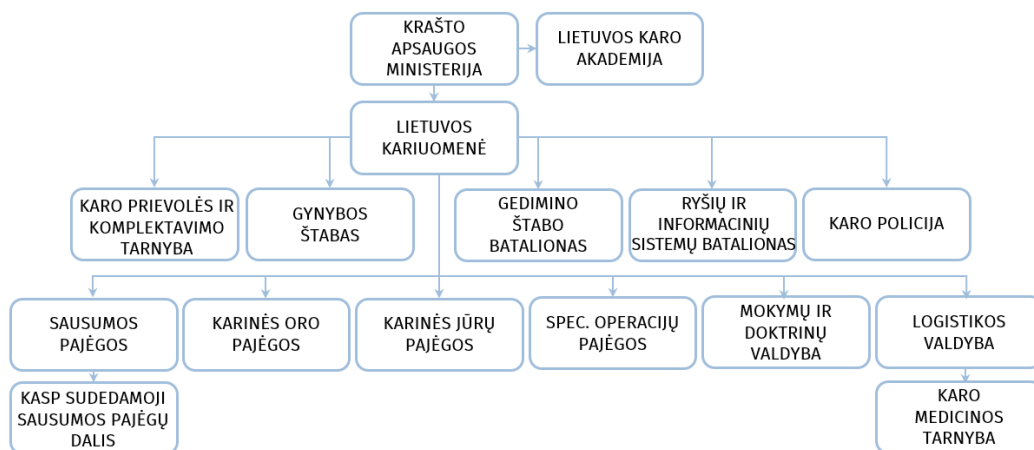 KRAŠTO
APSAUGOS
MINISTERIJA
LIETUVOS KARO
AKADEMIJA
LIETUVOS
KARIUOMENĖ
KARO PRIEVOLĖS IR
KOMPLEKTAVIMO
TARNYBA
GYNYBOS
ŠTABAS
GEDIMINO
ŠTABO
BATALIONAS
RYŠIŲ IR
INFORMACINIŲ
SISTEMŲ BATALIONAS
KARO POLICIJA
SAUSUMOS
PAJĖGOS
KARINĖS ORO
PAJĖGOS
KARINĖS JŪRŲ
PAJĖGOS
SPEC. OPERACIJŲ
PAJĖGOS
MOKYMŲ IR
DOKTRINŲ
VALDYBA
LOGISTIKOS
VALDYBA
KASP SUDEDAMOJI
SAUSUMOS PAJĖGŲ
DALIS
KARO
MEDICINOS
TARNYBA